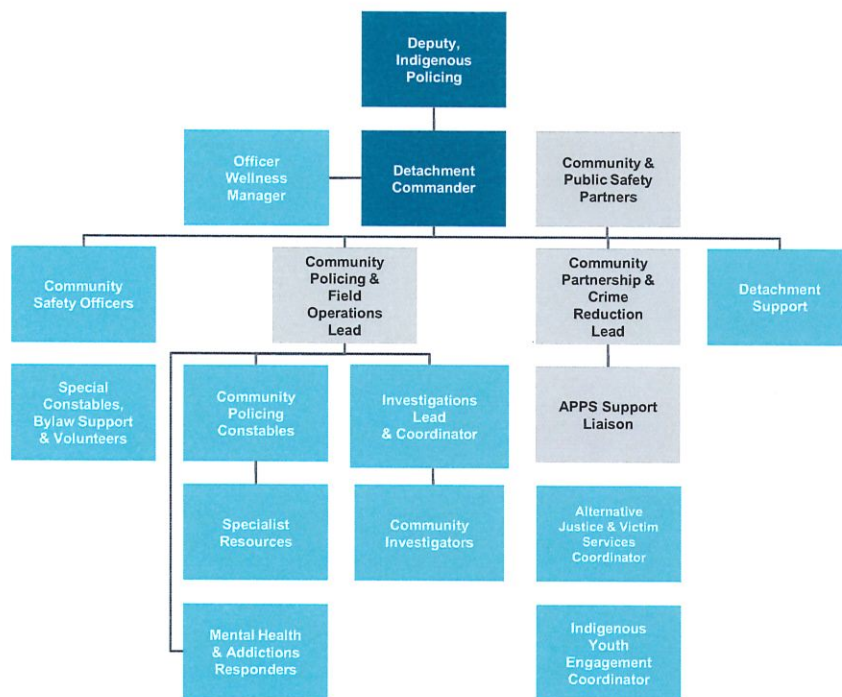 Deputy,
Indigenous
Policing
Officer
Wellness
Manager
Detachment
Commander
Community &
Public Safety
Partners
Community
Safety Officers
Community
Policing &
Field
Operations
Lead
Community
Partnership &
Crime
Reduction
Lead
Detachment
Support
Special
Constables,
Bylaw Support
& Volunteers
Community
Policing
Constables
Investigations
Lead
& Coordinator
APPS Support
Liaison
Specialist
Resources
Community
Investigators
Alternative
Justice & Victim
Services
Coordinator
Mental Health
& Addictions
Responders
Indigenous
Youth
Engagement
Coordinator